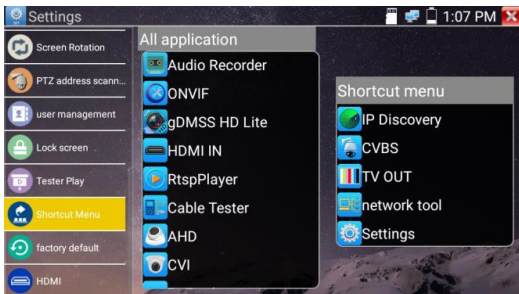 Settings
1:07 PM
Screen Rotation
PTZ address scann...
user management
Lock screen
Tester Play
Shortcut Menu
factory default
HDMI
All application
Audio Recorder
ONVIF
gDMSS HD Lite
HDMI IN
RtspPlayer
Cable Tester
AHD
CVI
Shortcut menu
IP Discovery
CVBS
TV OUT
network tool
Settings